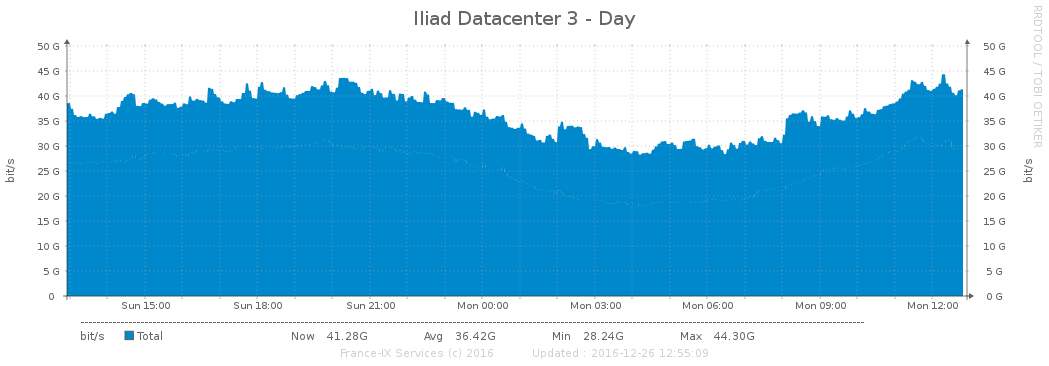 Iliad Datacenter 3 - Day
RRDTOOL / TOBI OETIKER
bit/s
50 G
45 G
40 G
35 G
30 G
25 G
20 G
15 G
10 G
5 G
0
50 G
45 G
40 G
35 G
30 G
25 G
20 G
15 G
10 G
5 G
0 G
bit/s
Sun 15:00 Sun 18:00 Sun 21:00 Mon 00:00 Mon 03:00 Mon 06:00 Mon 09:00 Mon 12:00
bit/s Total Now 41.28G Avg 36.42G Min 28.24G Max 44.30G
France-IX Services (c) 2016 Updated : 2016-12-26 12:55:09